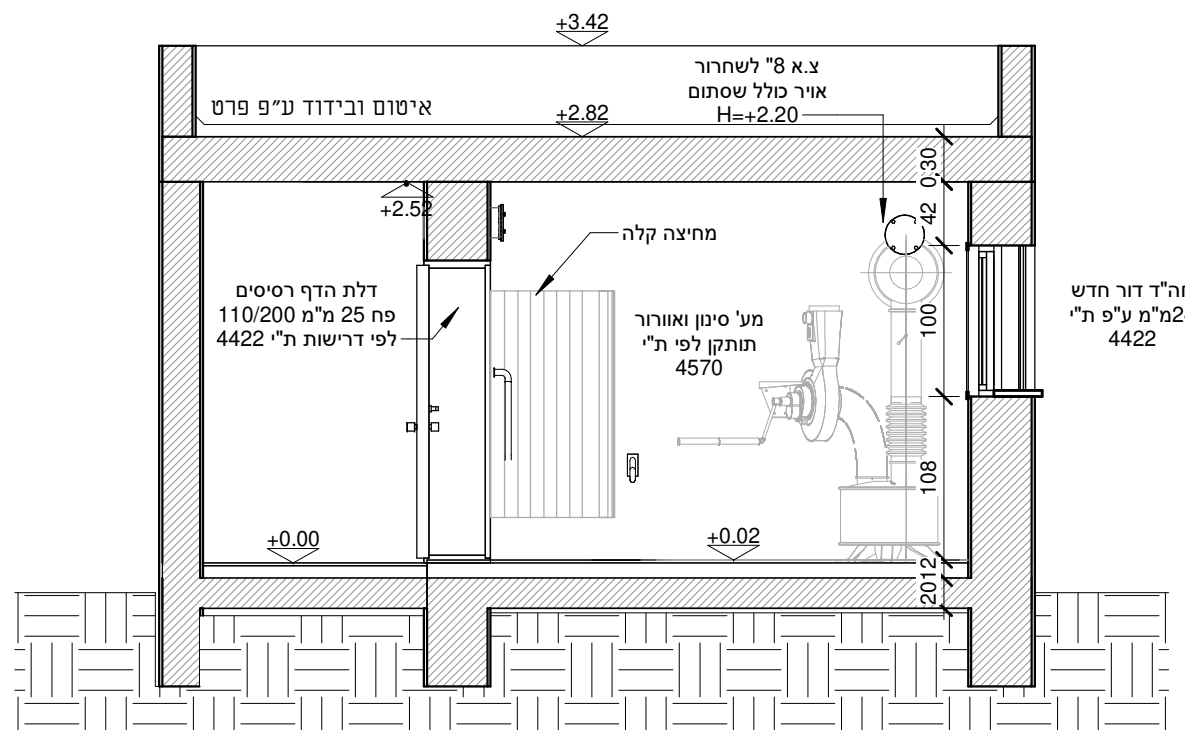 +3.42
צ.א 8" לשחרור
אויר כולל שסתום
H=+2.20
איטום ובידוד ע"פ פרט
+2.82
0,30
+2.52
42
מחיצה קלה
דלת הדף רסיסים
פח 25 מ"מ 110/200
לפי דרישות ת"י 4422
מע' סינון ואוורור
תותקן לפי ת"י
4570
100
חה"ד דור חדש
מ"מ ע"פ ת"י
4422
108
+0.00
+0.02
12
20